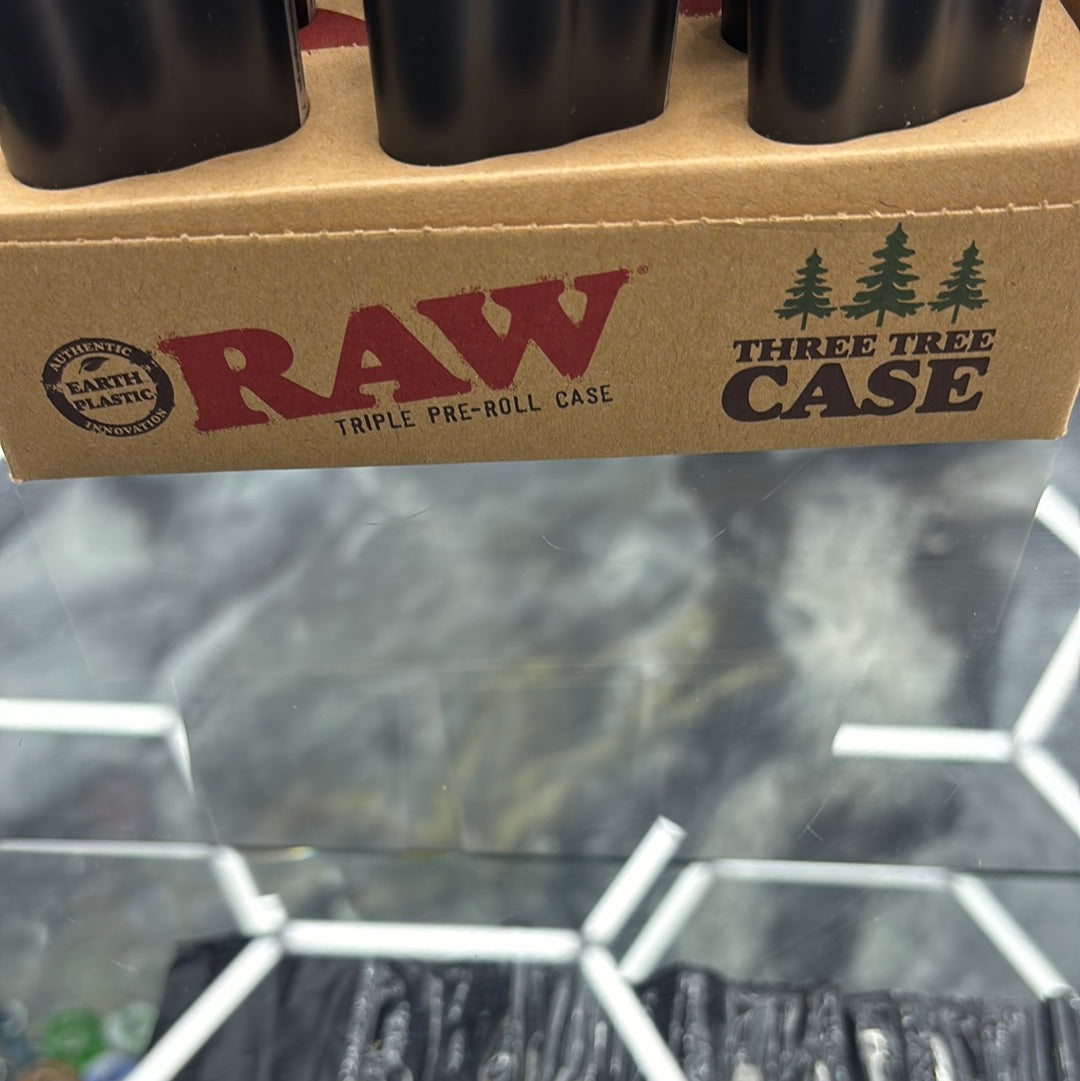 AUTHENTIC
EARTH
PLASTIC
INNOVATION
RAW®
TRIPLE PRE-ROLL CASE
THREE TREE
CASE